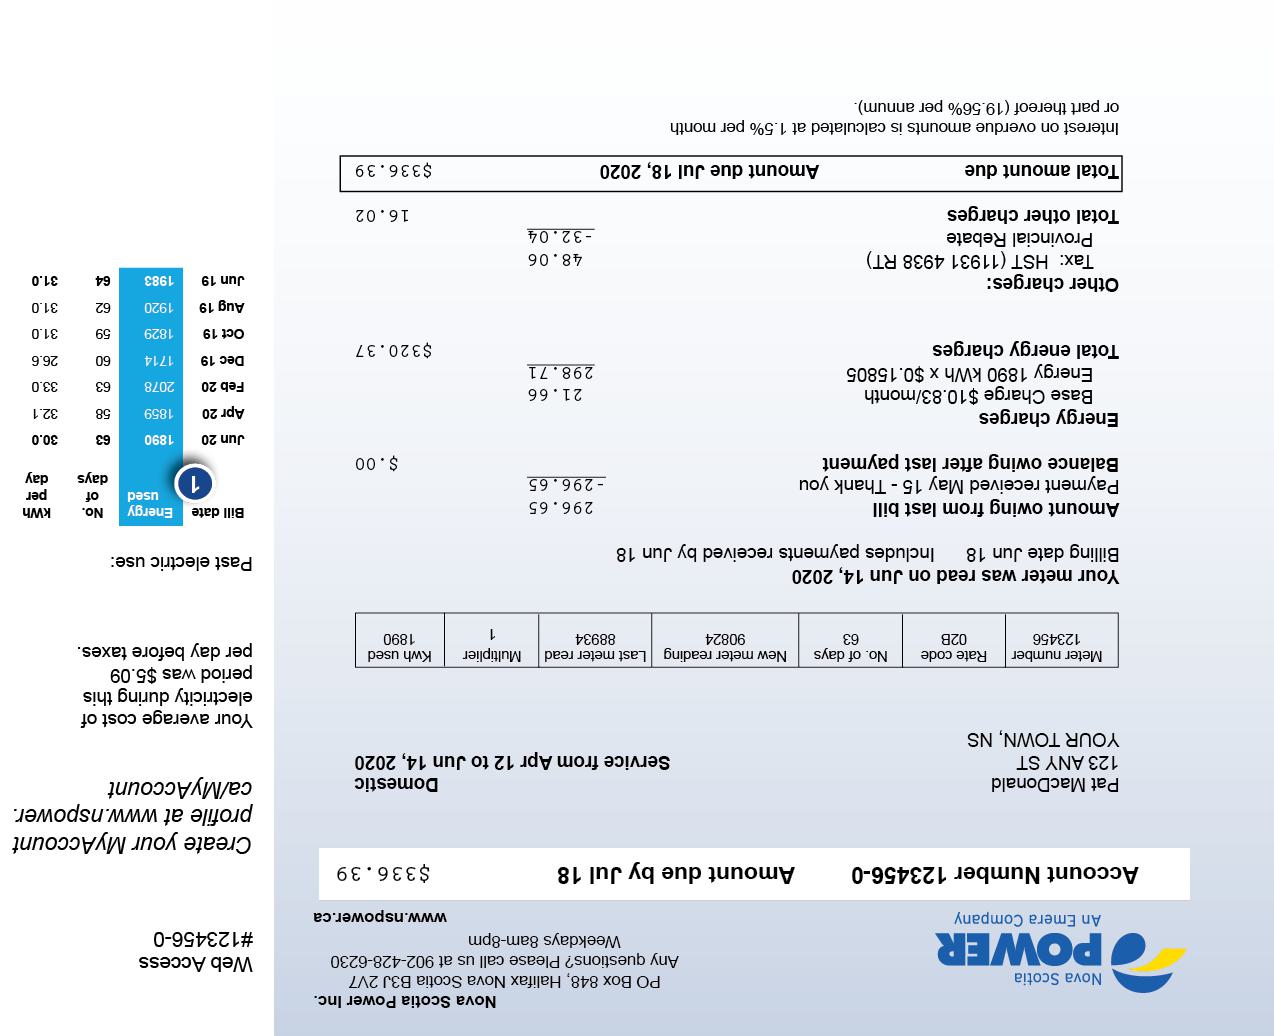 Nova Scotia
POWER
An Emera Company
Nova Scotia Power Inc.
PO Box 848, Halifax Nova Scotia B3J 2V7
Any questions? Please call us at 902-428-6230
Weekdays 8am-8pm
www.nspower.ca
Account Number 123456-0 Amount due by Jul 18 $336.39
Pat MacDonald
123 ANY ST
YOUR TOWN, NS
Domestic
Service from Apr 12 to Jun 14, 2020
Meter number Rate code No. of days New meter reading Last meter read Multiplier Kwh used
123456 02B 63 90824 88934 1 1890
Your meter was read on Jun 14, 2020
Billing date Jun 18 Includes payments received by Jun 18
Amount owing from last bill 296.65
Payment received May 15 - Thank you -296.65
Balance owing after last payment $.00
Energy charges
Base Charge $10.83/month 21.66
Energy 1890 kWh x $0.15805 298.71
Total energy charges $320.37
Other charges:
Tax: HST (11931 4938 RT) 48.06
Provincial Rebate -32.04
Total other charges 16.02
Total amount due Amount due Jul 18, 2020 $336.39
Interest on overdue amounts is calculated at 1.5% per month
or part thereof (19.56% per annum).
Web Access
#123456-0
Create your MyAccount
profile at www.nspower.
ca/MyAccount
Your average cost of
electricity during this
period was $5.09
per day before taxes.
Past electric use:
Bill date Energy used No. of days kWh per day
1
Jun 20 1890 63 30.0
Apr 20 1859 58 32.1
Feb 20 2078 63 33.0
Dec 19 1714 60 26.6
Oct 19 1829 59 31.0
Aug 19 1920 62 31.0
Jun 19 1983 64 31.0